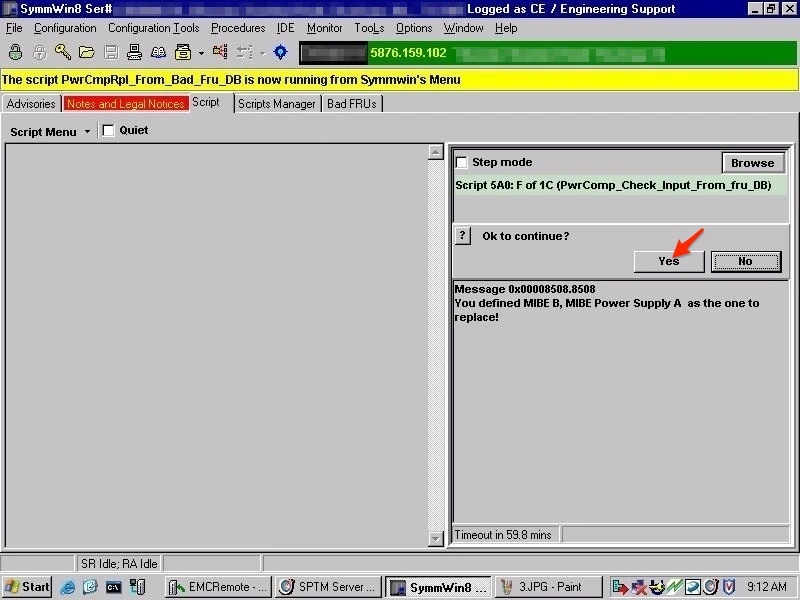 SymmWin8 Ser#
Logged as CE / Engineering Support
File Configuration Configuration Tools Procedures IDE Monitor TooLs Options Window Help
5876.159.102
The script PwrCmpRpl_From_Bad_Fru_DB is now running from Symmwin's Menu
Advisories Notes and Legal Notices Script Scripts Manager Bad FRUs
Script Menu Quiet
Step mode Browse
Script 5A0: F of 1C (PwrComp_Check_Input_From_fru_DB)
? Ok to continue?
Yes No
Message 0x00008508.8508
You defined MIBE B, MIBE Power Supply A as the one to
replace!
Timeout in 59.8 mins
SR Idle; RA Idle
Start EMCRemote - ... SPTM Server ... SymmWin8 ... 3.JPG - Paint 9:12 AM